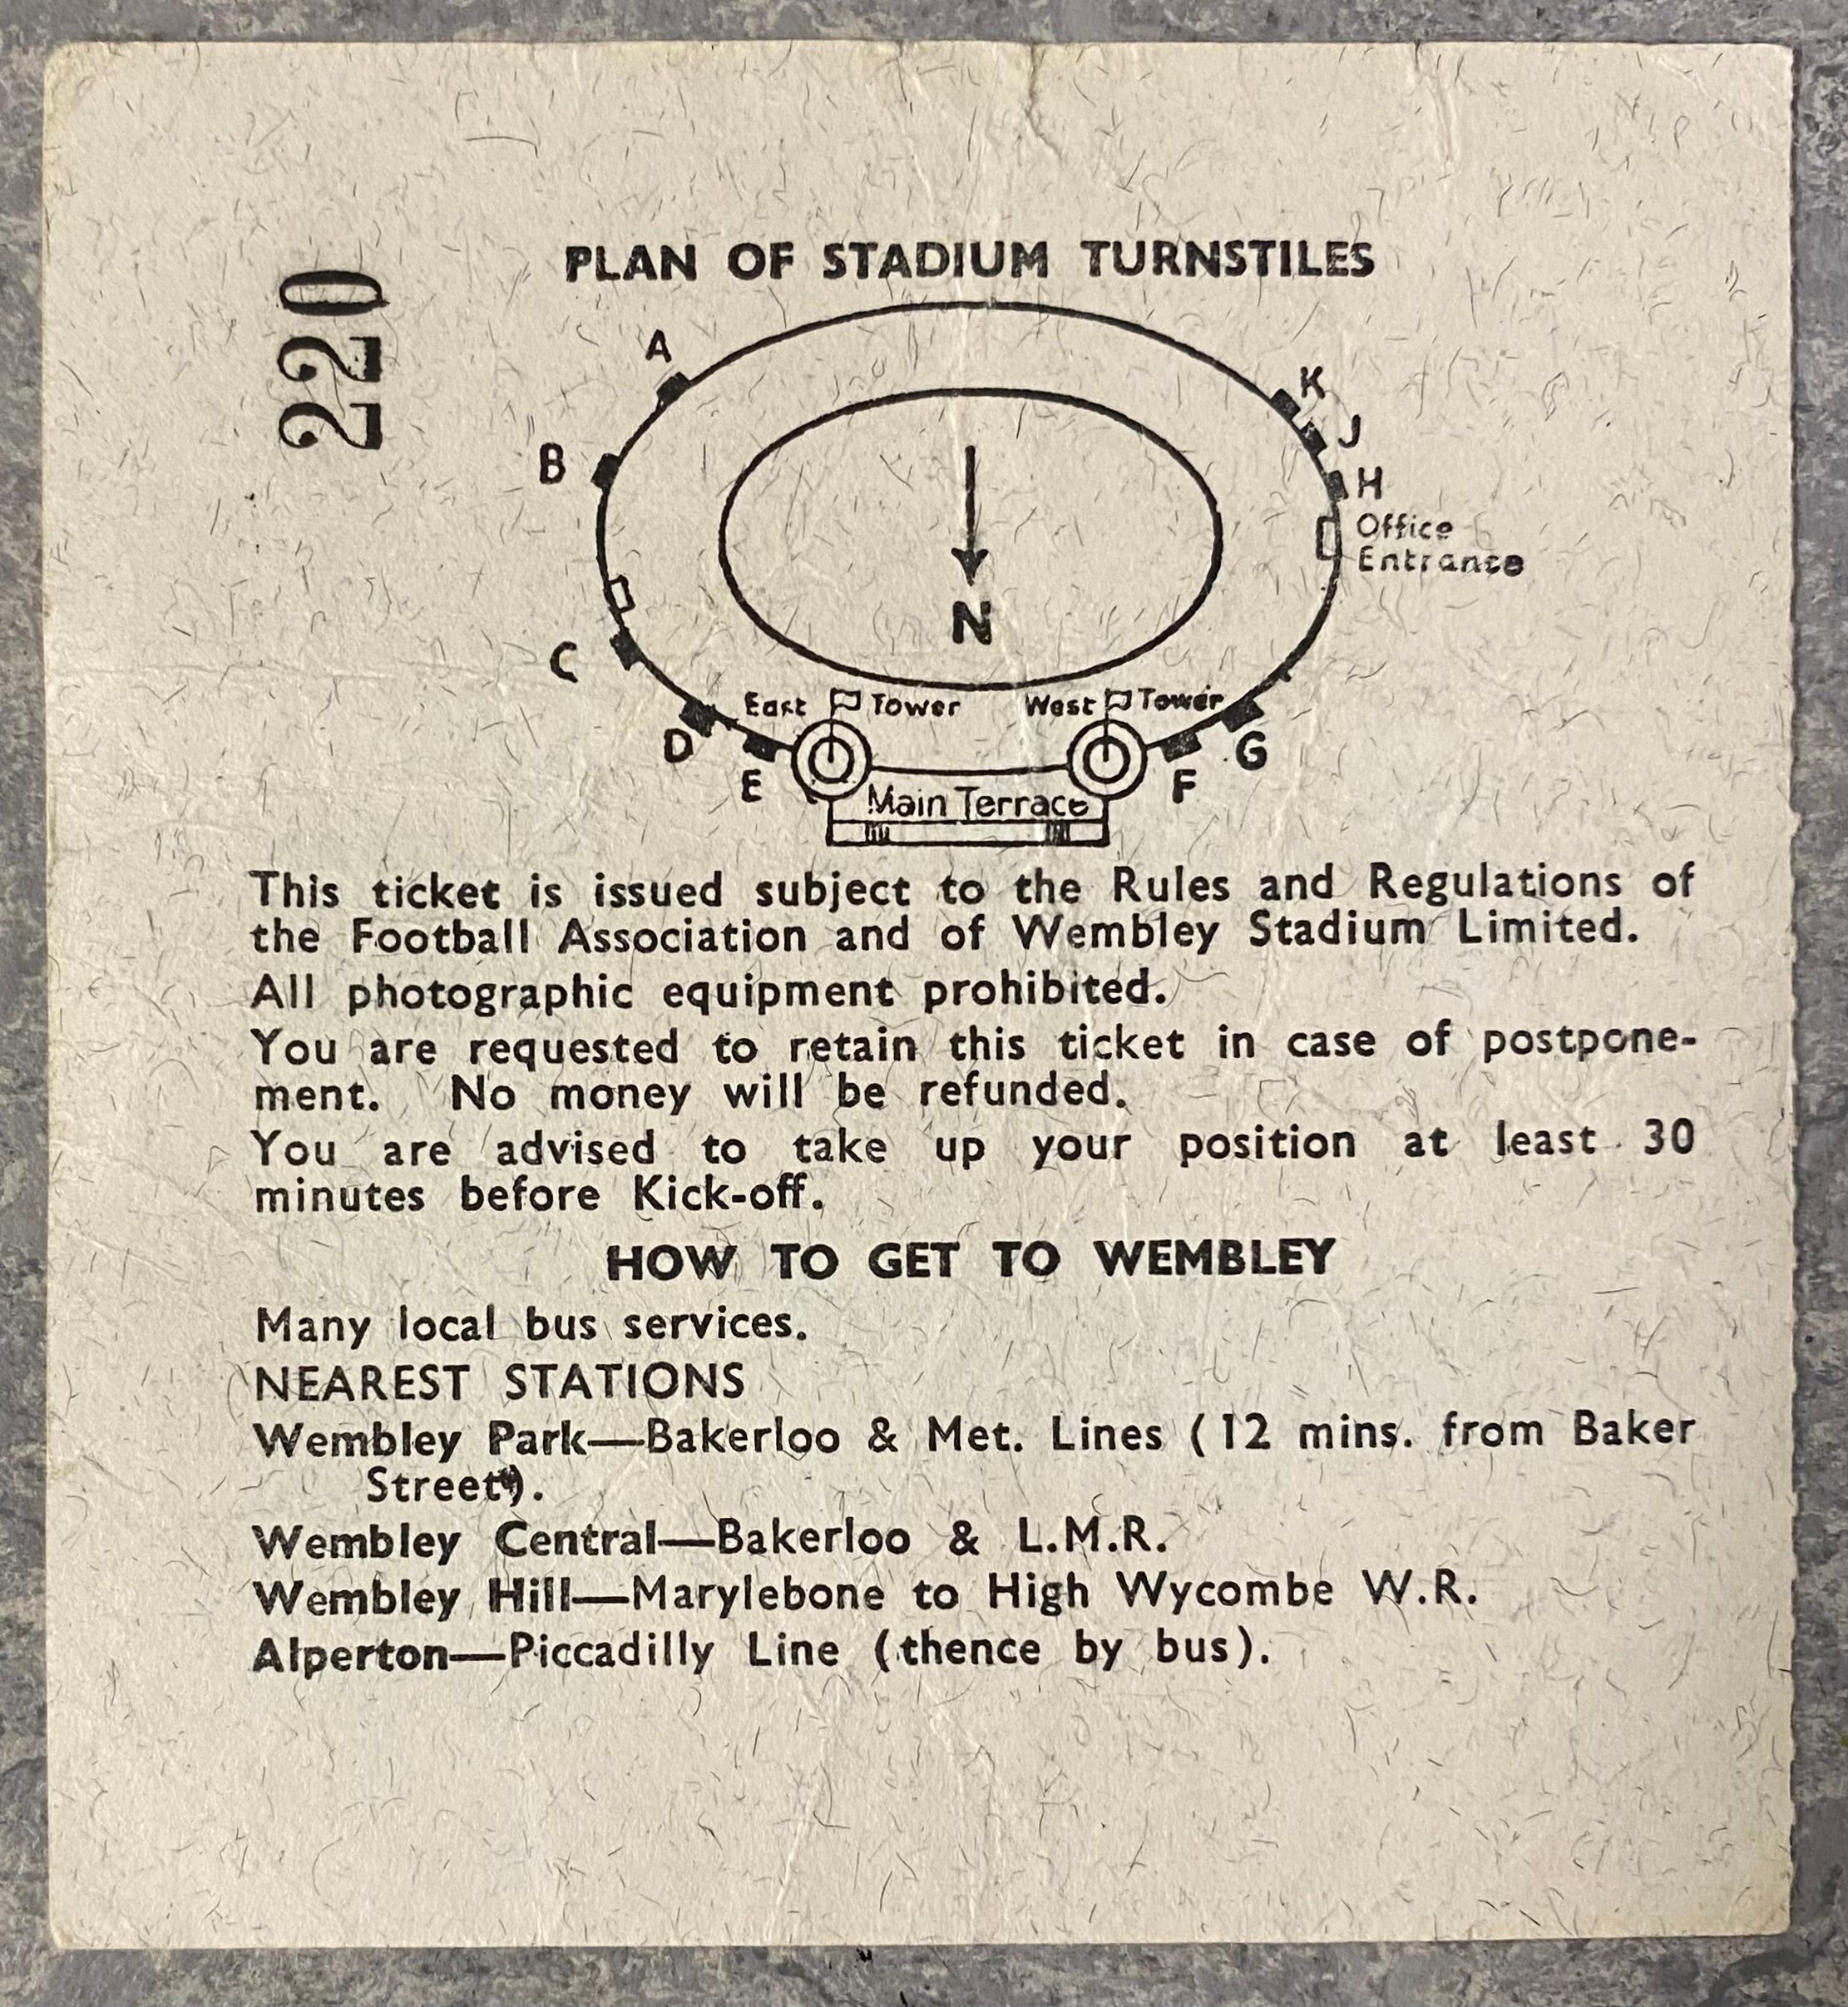 220
PLAN OF STADIUM TURNSTILES
A
K
J
B
H
Office
Entrance
N
C
East Tower
West Tower
D
G
E
F
Main Terrace
This ticket is issued subject to the Rules and Regulations of
the Football Association and of Wembley Stadium Limited.
All photographic equipment prohibited.
You are requested to retain this ticket in case of postpone-
ment. No money will be refunded.
You are advised to take up your position at least 30
minutes before Kick-off.
HOW TO GET TO WEMBLEY
Many local bus services.
NEAREST STATIONS
Wembley Park—Bakerloo & Met. Lines (12 mins. from Baker
Street).
Wembley Central—Bakerloo & L.M.R.
Wembley Hill—Marylebone to High Wycombe W.R.
Alperton—Piccadilly Line (thence by bus).